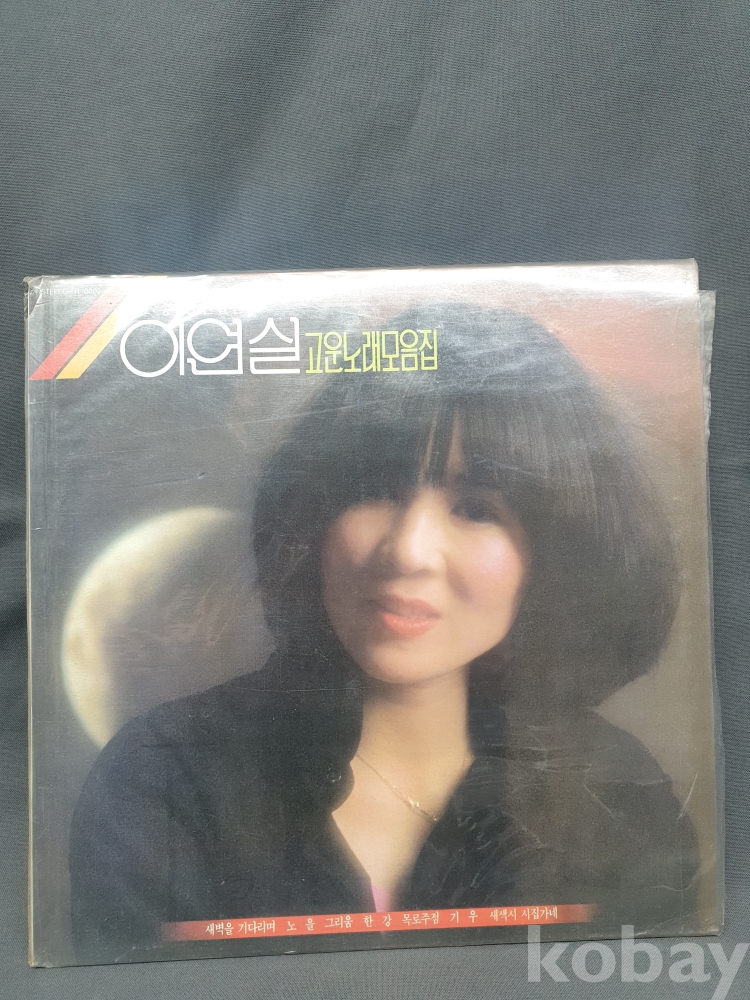 STEREO
이연실 고운노래모음집
새벽을 기다리며 노을 그리움 한강 목로주점 기우 새색시 시집가네
kobay